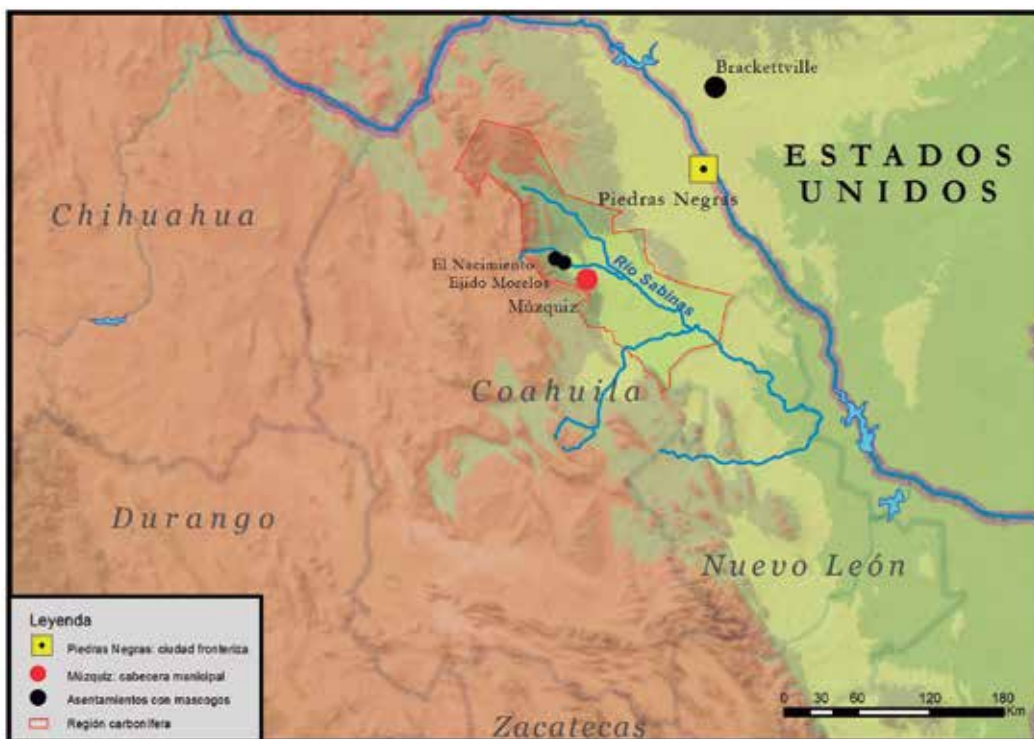 Brackettville
ESTADOS
UNIDOS
Chihuahua
Piedras Negras
El Nacimiento
Ejido Morelos
Río Sabinas
Múzquiz
Coahuila
Durango
Nuevo León
Zacatecas
Leyenda
Piedras Negras: ciudad fronteriza
Múzquiz: cabecera municipal
Asentamientos con mascogos
Región carbonífera
0 30 60 120 180
Km